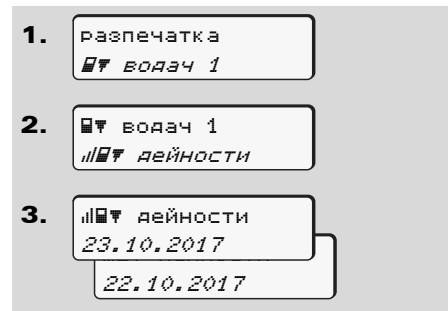 1. разпечатка
водач 1
2. водач 1
дейности
3. дейности
23.10.2017
22.10.2017